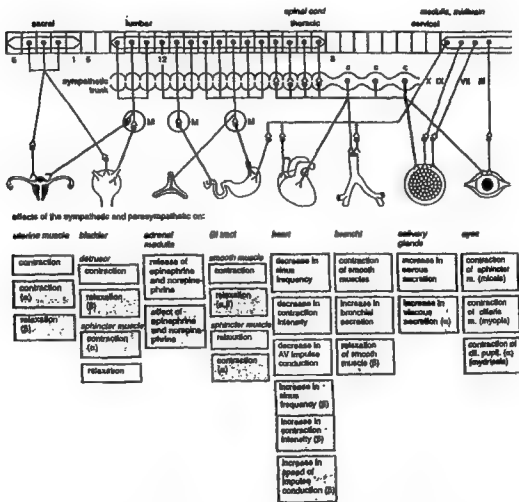 spinal cord
medulla, midbrain
sacral
lumbar
thoracic
cervical
5
1
5
12
8
sympathetic
trunk
c
c
c
X
IX
VII
III
M
M
M
effects of the sympathetic and parasympathetic on:
uterine muscle
contraction
contraction
(α)
relaxation
(β)
bladder
detrusor
contraction
relaxation
(β)
sphincter muscle
contraction
(α)
relaxation
adrenal
medulla
release of
epinephrine
and norepine-
phrine
effect of
epinephrine
and norepine-
phrine
GI tract
smooth muscle
contraction
relaxation
(α,β)
sphincter muscle
relaxation
contraction
(α)
heart
decrease in
sinus
frequency
decrease in
contraction
intensity
decrease in
AV impulse
conduction
increase in
sinus
frequency (β)
increase in
contraction
intensity (β)
increase in
speed of
impulse
conduction (β)
bronchi
contraction
of smooth
muscles
increase in
bronchial
secretion
relaxation
of smooth
muscle (β)
salivary
glands
increase in
serous
secretion
increase in
viscous
secretion (α)
eyes
contraction
of sphincter
m. (miosis)
contraction
of ciliaris
m. (myopia)
contraction of
dil. pupil. (α)
(mydriasis)